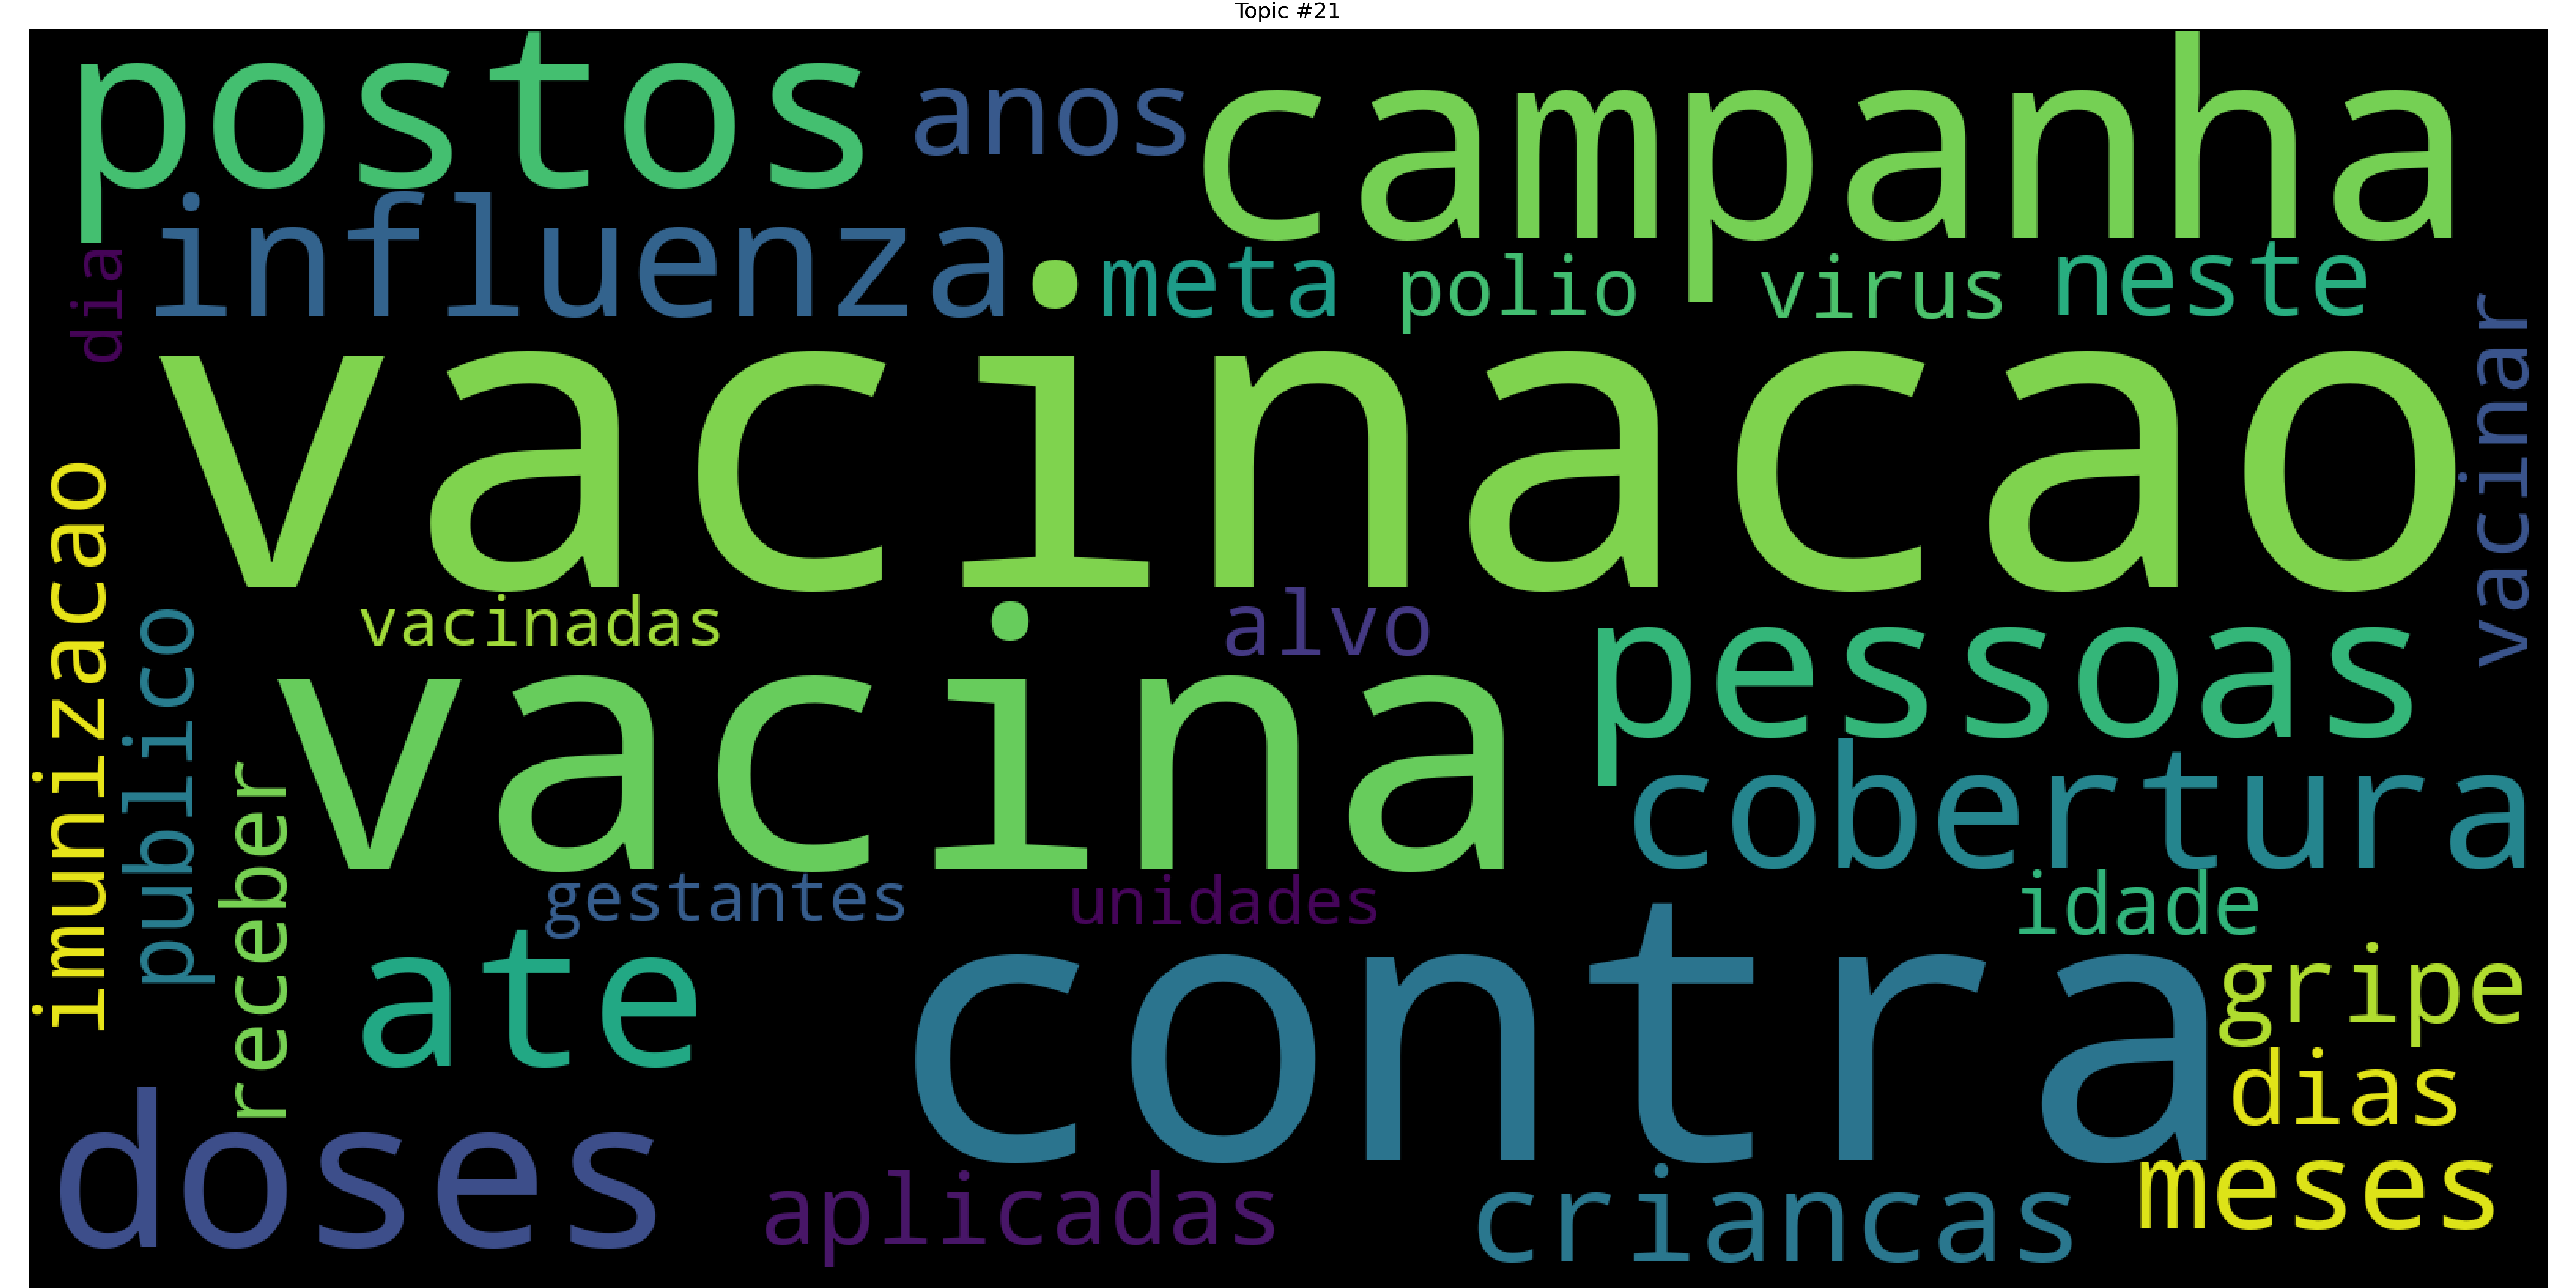 Topic #21
postos
anos
campanha
influenza
dia
meta
polio
virus
neste
vacinar
vacinacao
imunizacao
vacinadas
alvo
publico
pessoas
vacina
cobertura
receber
gestantes
unidades
idade
ate
contra
gripe
dias
doses
aplicadas
criancas
meses